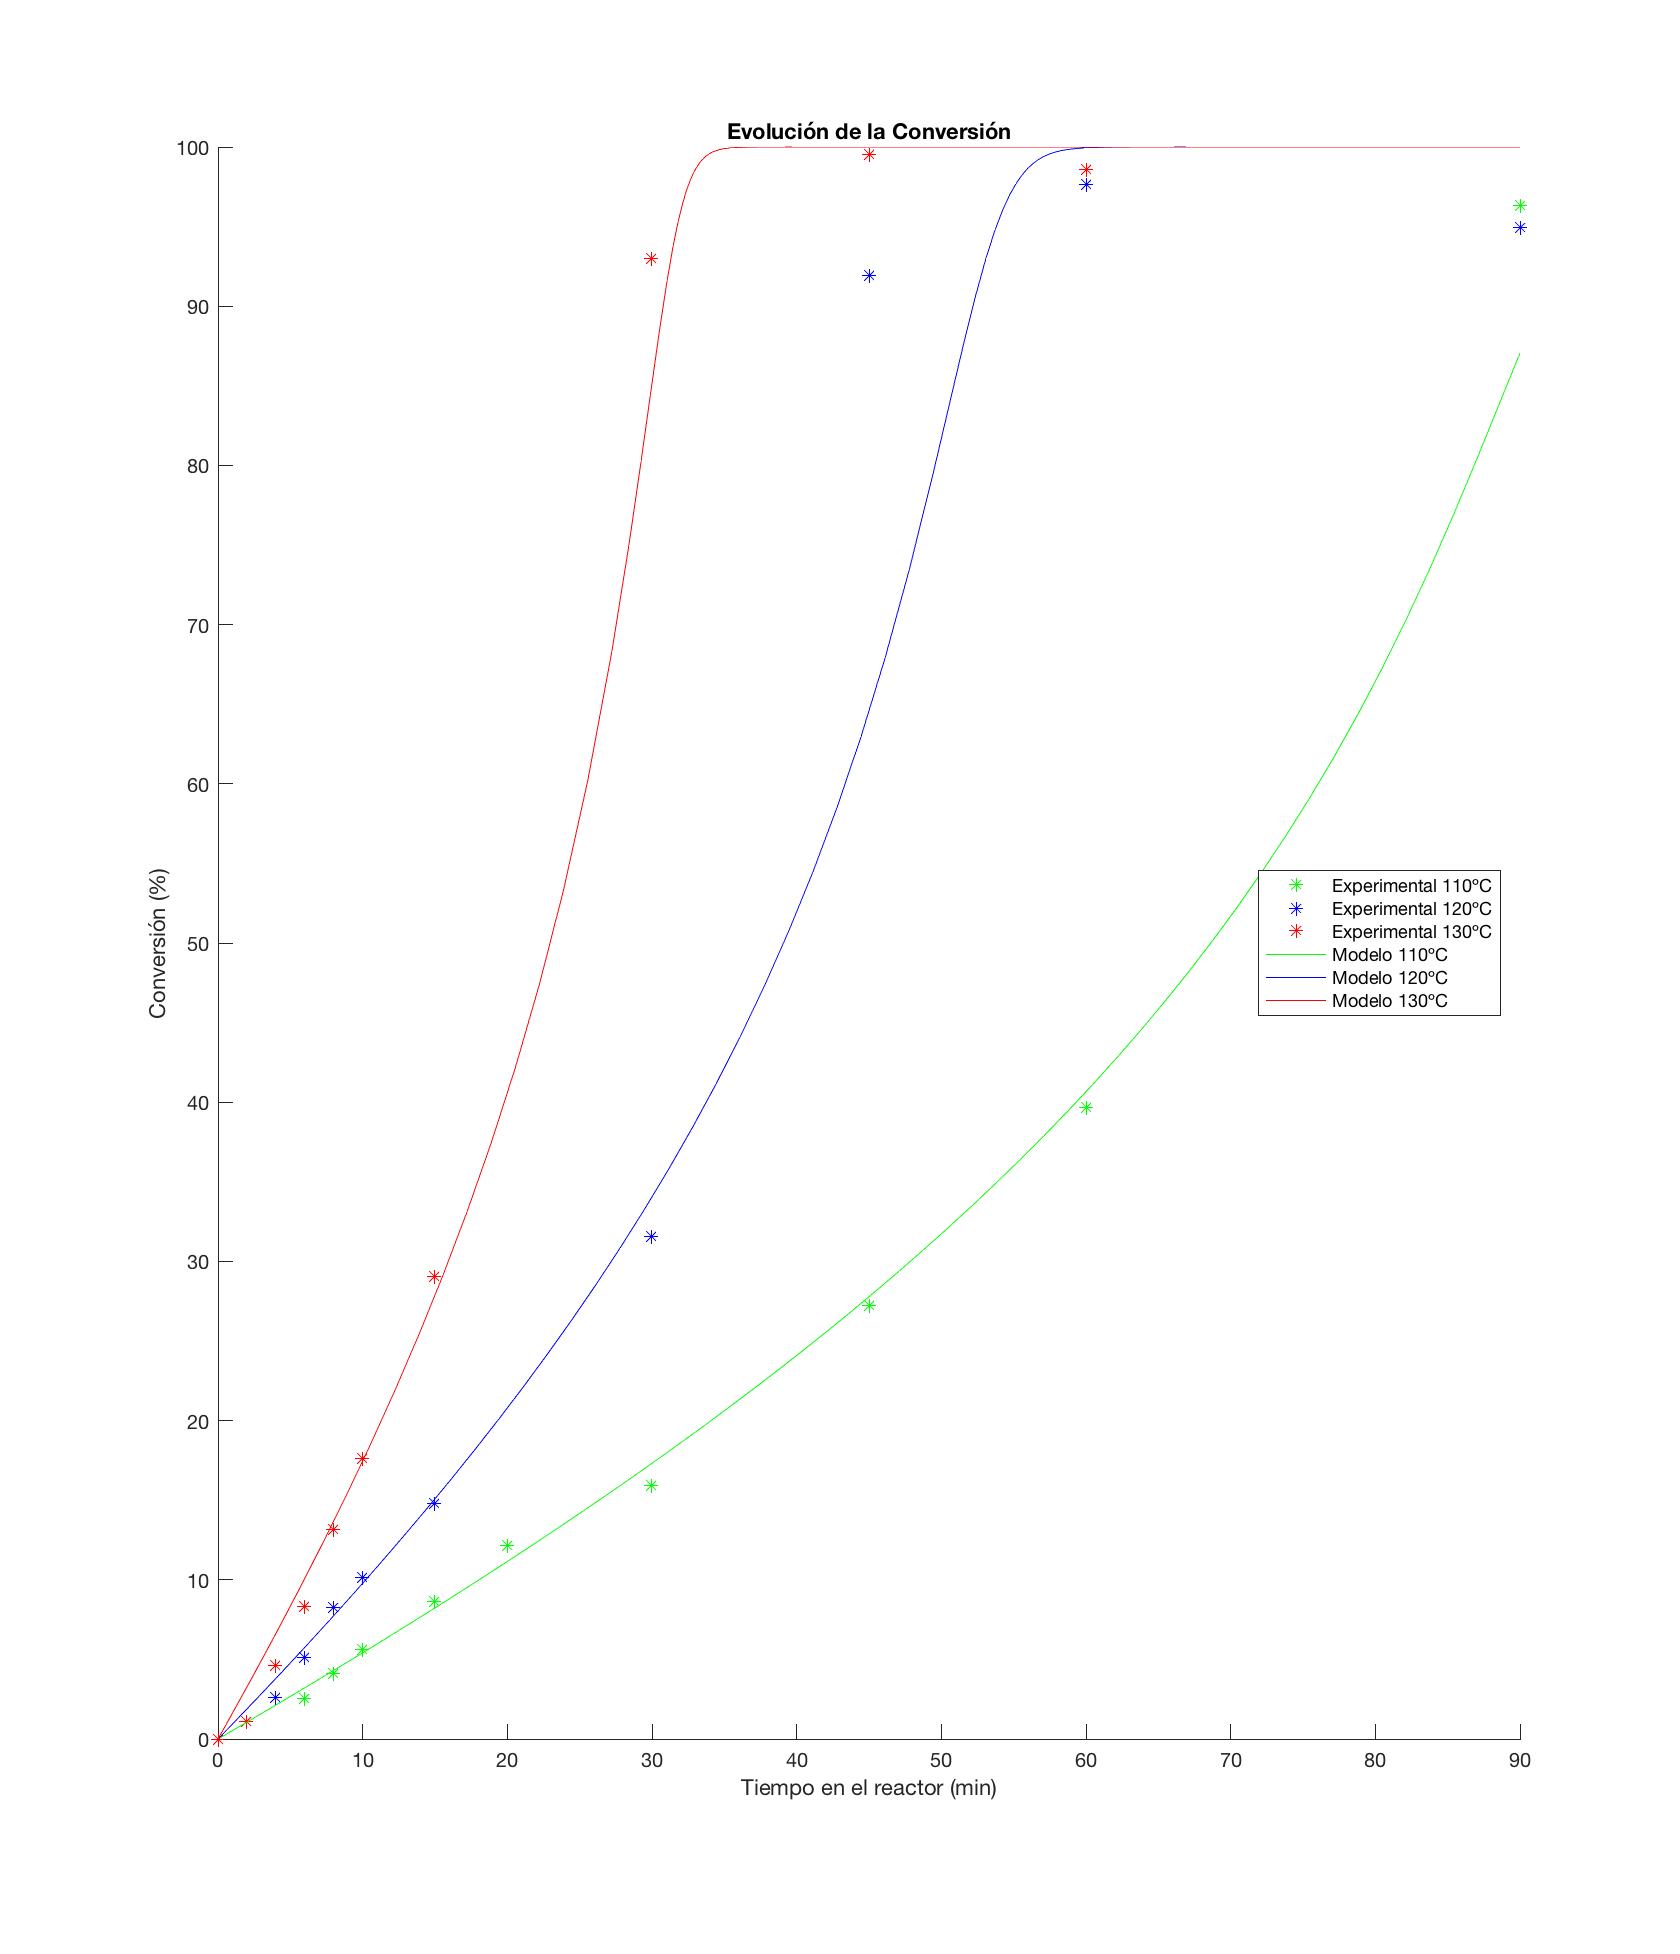 Evolución de la Conversión
100
90
80
70
60
50
40
30
20
10
0
Conversión (%)
Experimental 110ºC
Experimental 120ºC
Experimental 130ºC
Modelo 110ºC
Modelo 120ºC
Modelo 130ºC
0 10 20 30 40 50 60 70 80 90
Tiempo en el reactor (min)